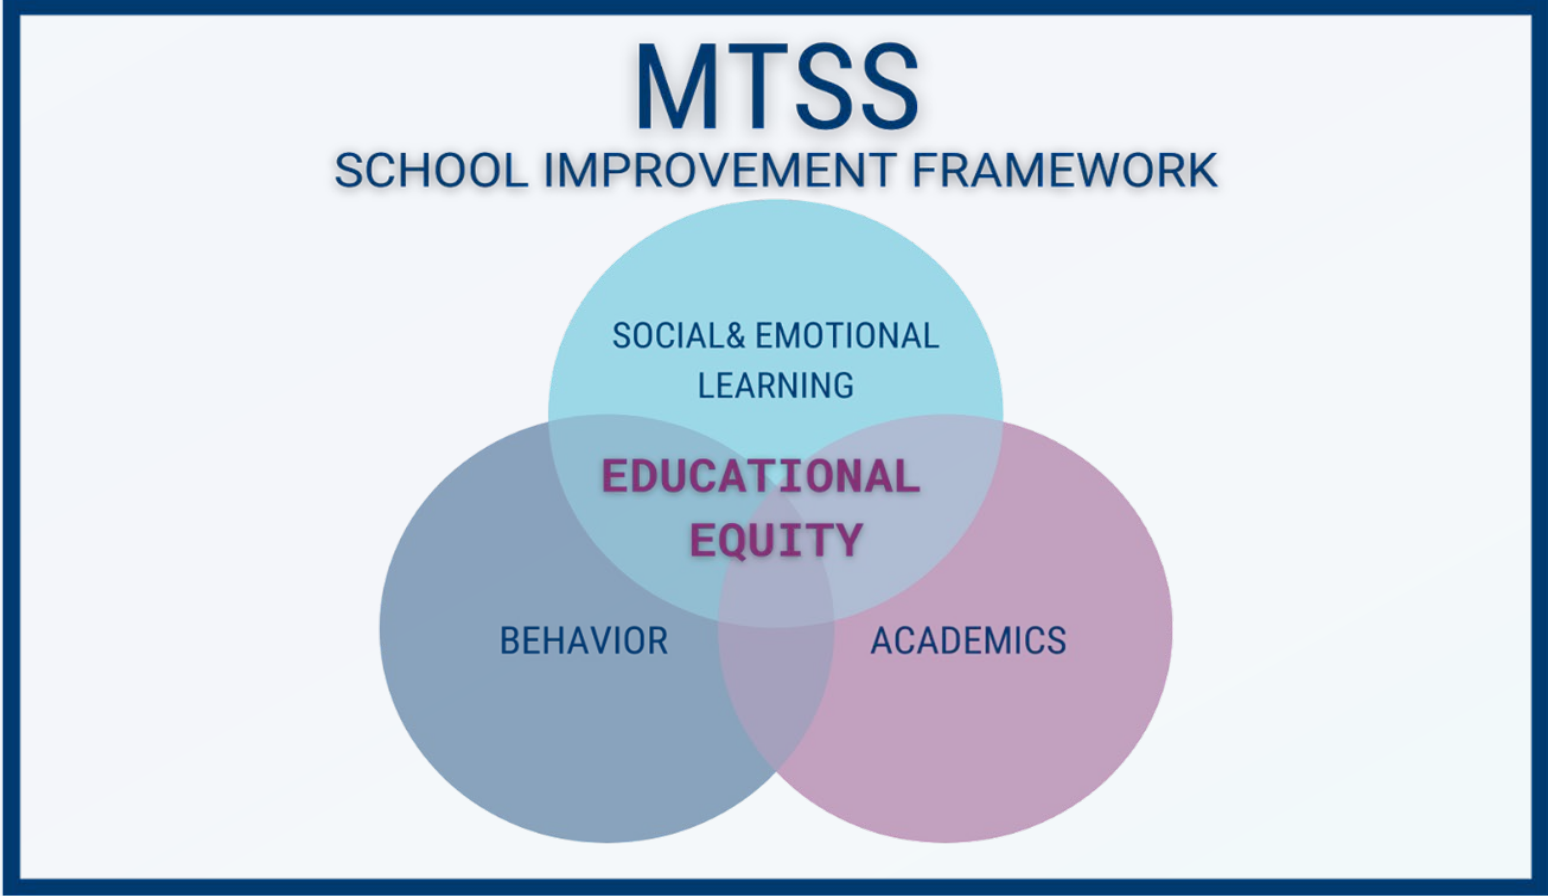 MTSS
SCHOOL IMPROVEMENT FRAMEWORK
SOCIAL& EMOTIONAL
LEARNING
EDUCATIONAL
EQUITY
BEHAVIOR
ACADEMICS